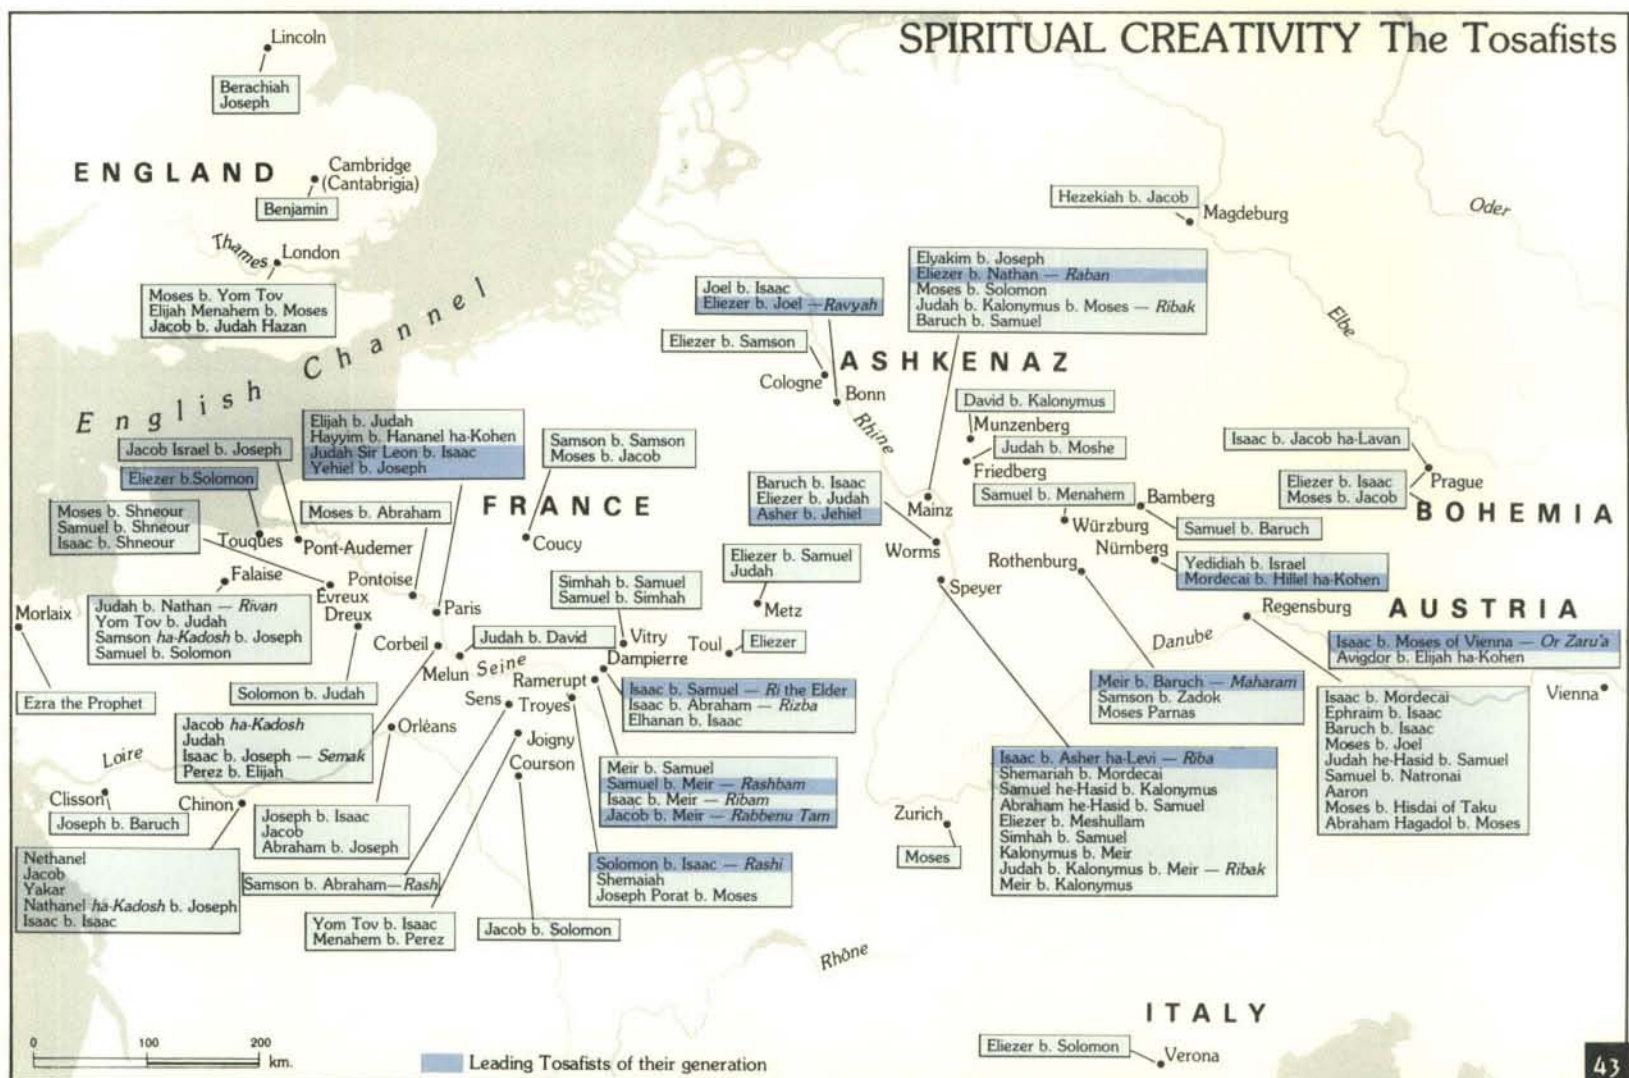 SPIRITUAL CREATIVITY The Tosafists
Lincoln
Berachiah
Joseph
ENGLAND
Cambridge
(Cantabrigia)
Benjamin
Thames
London
Moses b. Yom Tov
Elijah Menahem b. Moses
Jacob b. Judah Hazan
English Channel
Hezekiah b. Jacob
Magdeburg
Oder
Elbe
Elyakim b. Joseph
Eliezer b. Nathan — Raban
Moses b. Solomon
Judah b. Kalonymus b. Moses — Ribak
Baruch b. Samuel
Joel b. Isaac
Eliezer b. Joel — Ravyah
Eliezer b. Samson
Cologne
Bonn
Rhine
ASHKENAZ
David b. Kalonymus
Munzenberg
Judah b. Moshe
Friedberg
Samuel b. Menahem
Würzburg
Bamberg
Samuel b. Baruch
Nürnberg
Yedidiah b. Israel
Mordecai b. Hillel ha-Kohen
Isaac b. Jacob ha-Lavan
Eliezer b. Isaac
Moses b. Jacob
Prague
BOHEMIA
Jacob Israel b. Joseph
Eliezer b.Solomon
Elijah b. Judah
Hayyim b. Hananel ha-Kohen
Judah Sir Leon b. Isaac
Yehiel b. Joseph
Samson b. Samson
Moses b. Jacob
Coucy
FRANCE
Moses b. Abraham
Moses b. Shneour
Samuel b. Shneour
Isaac b. Shneour
Touques
Pont-Audemer
Baruch b. Isaac
Eliezer b. Judah
Asher b. Jehiel
Mainz
Worms
Speyer
Rothenburg
Falaise
Évreux
Pontoise
Dreux
Paris
Morlaix
Ezra the Prophet
Judah b. Nathan — Rivan
Yom Tov b. Judah
Samson ha-Kadosh b. Joseph
Samuel b. Solomon
Eliezer b. Samuel
Judah
Metz
Simhah b. Samuel
Samuel b. Simhah
Vitry
Toul
Eliezer
Corbeil
Melun
Judah b. David
Seine
Dampierre
Ramerupt
Sens
Troyes
Isaac b. Samuel — Ri the Elder
Isaac b. Abraham — Rizba
Elhanan b. Isaac
Regensburg
Danube
AUSTRIA
Isaac b. Moses of Vienna — Or Zaru'a
Avigdor b. Elijah ha-Kohen
Vienna
Meir b. Baruch — Maharam
Samson b. Zadok
Moses Parnas
Isaac b. Mordecai
Ephraim b. Isaac
Baruch b. Isaac
Moses b. Joel
Judah he-Hasid b. Samuel
Samuel b. Natronai
Aaron
Moses b. Hisdai of Taku
Abraham Hagadol b. Moses
Solomon b. Judah
Jacob ha-Kadosh
Judah
Isaac b. Joseph — Semak
Perez b. Elijah
Orléans
Joigny
Courson
Loire
Clisson
Joseph b. Baruch
Chinon
Joseph b. Isaac
Jacob
Abraham b. Joseph
Meir b. Samuel
Samuel b. Meir — Rashbam
Isaac b. Meir — Ribam
Jacob b. Meir — Rabbenu Tam
Isaac b. Asher ha-Levi — Riba
Shemariah b. Mordecai
Samuel he-Hasid b. Kalonymus
Abraham he-Hasid b. Samuel
Eliezer b. Meshullam
Simhah b. Samuel
Kalonymus b. Meir
Judah b. Kalonymus b. Meir — Ribak
Meir b. Kalonymus
Zurich
Moses
Nethanel
Jacob
Yakar
Nathanel ha-Kadosh b. Joseph
Isaac b. Isaac
Samson b. Abraham — Rash
Solomon b. Isaac — Rashi
Shemaiah
Joseph Porat b. Moses
Yom Tov b. Isaac
Menahem b. Perez
Jacob b. Solomon
Rhône
ITALY
Eliezer b. Solomon
Verona
0 100 200
km.
Leading Tosafists of their generation
43